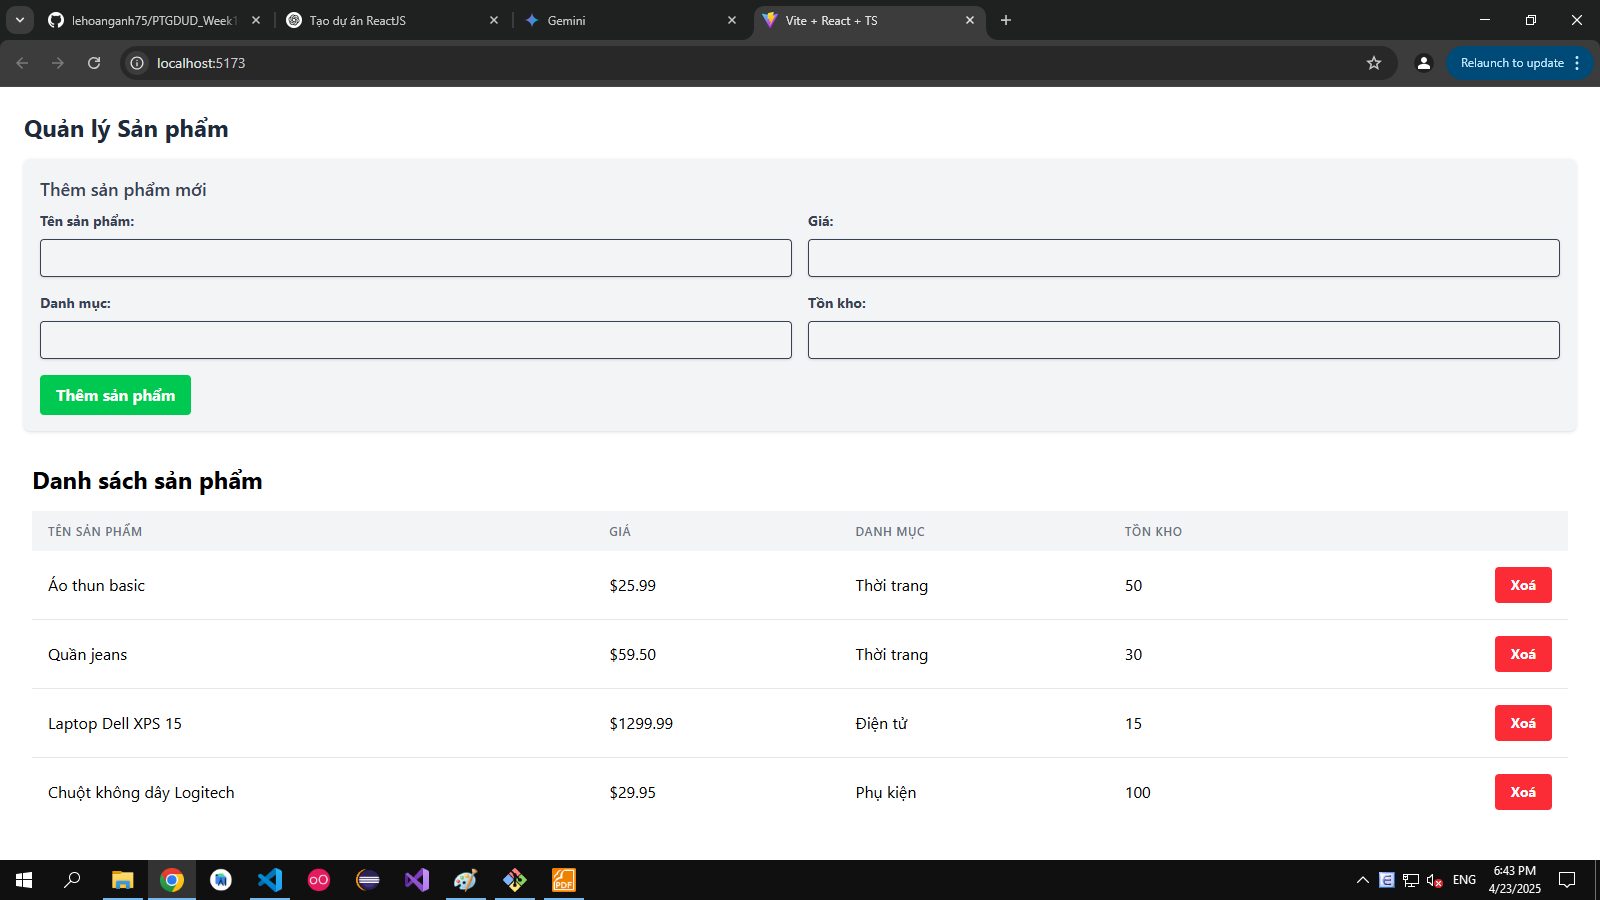 lehoanganh75/PTGDUD_Week1
Tạo dự án ReactJS
Gemini
Vite + React + TS
localhost:5173
Relaunch to update
Quản lý Sản phẩm
Thêm sản phẩm mới
Tên sản phẩm:
Giá:
Danh mục:
Tồn kho:
Thêm sản phẩm
Danh sách sản phẩm
TÊN SẢN PHẨM GIÁ DANH MỤC TỒN KHO
Áo thun basic $25.99 Thời trang 50 Xoá
Quần jeans $59.50 Thời trang 30 Xoá
Laptop Dell XPS 15 $1299.99 Điện tử 15 Xoá
Chuột không dây Logitech $29.95 Phụ kiện 100 Xoá
PDF
ENG
6:43 PM
4/23/2025